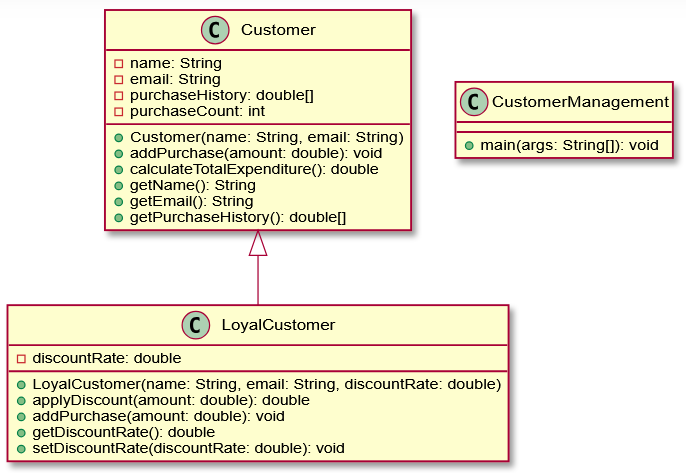 C Customer
name: String
email: String
purchaseHistory: double[]
purchaseCount: int
Customer(name: String, email: String)
addPurchase(amount: double): void
calculateTotalExpenditure(): double
getName(): String
getEmail(): String
getPurchaseHistory(): double[]
C CustomerManagement
main(args: String[]): void
C LoyalCustomer
discountRate: double
LoyalCustomer(name: String, email: String, discountRate: double)
applyDiscount(amount: double): double
addPurchase(amount: double): void
getDiscountRate(): double
setDiscountRate(discountRate: double): void